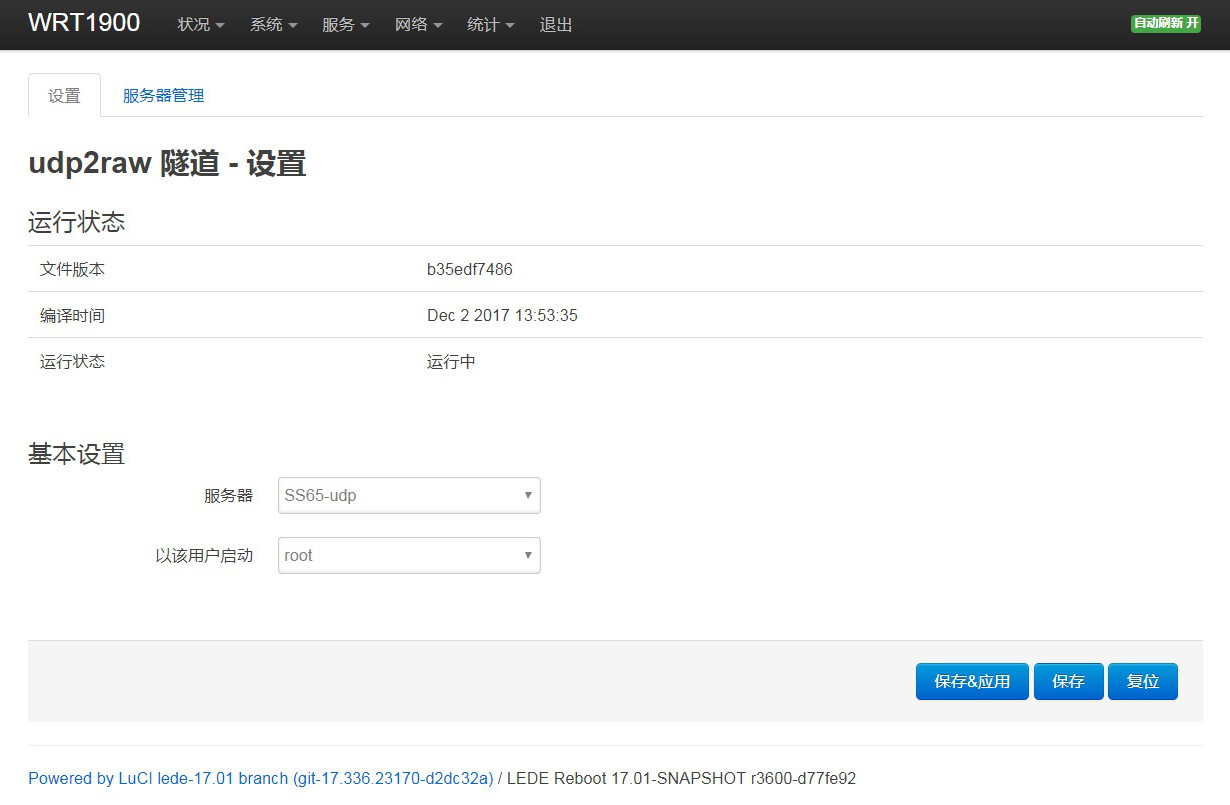 WRT1900 状况 系统 服务 网络 统计 退出 自动刷新 开
设置 服务器管理
udp2raw 隧道 - 设置
运行状态
文件版本 b35edf7486
编译时间 Dec 2 2017 13:53:35
运行状态 运行中
基本设置
服务器 SS65-udp
以该用户启动 root
保存&应用 保存 复位
Powered by LuCI lede-17.01 branch (git-17.336.23170-d2dc32a) / LEDE Reboot 17.01-SNAPSHOT r3600-d77fe92